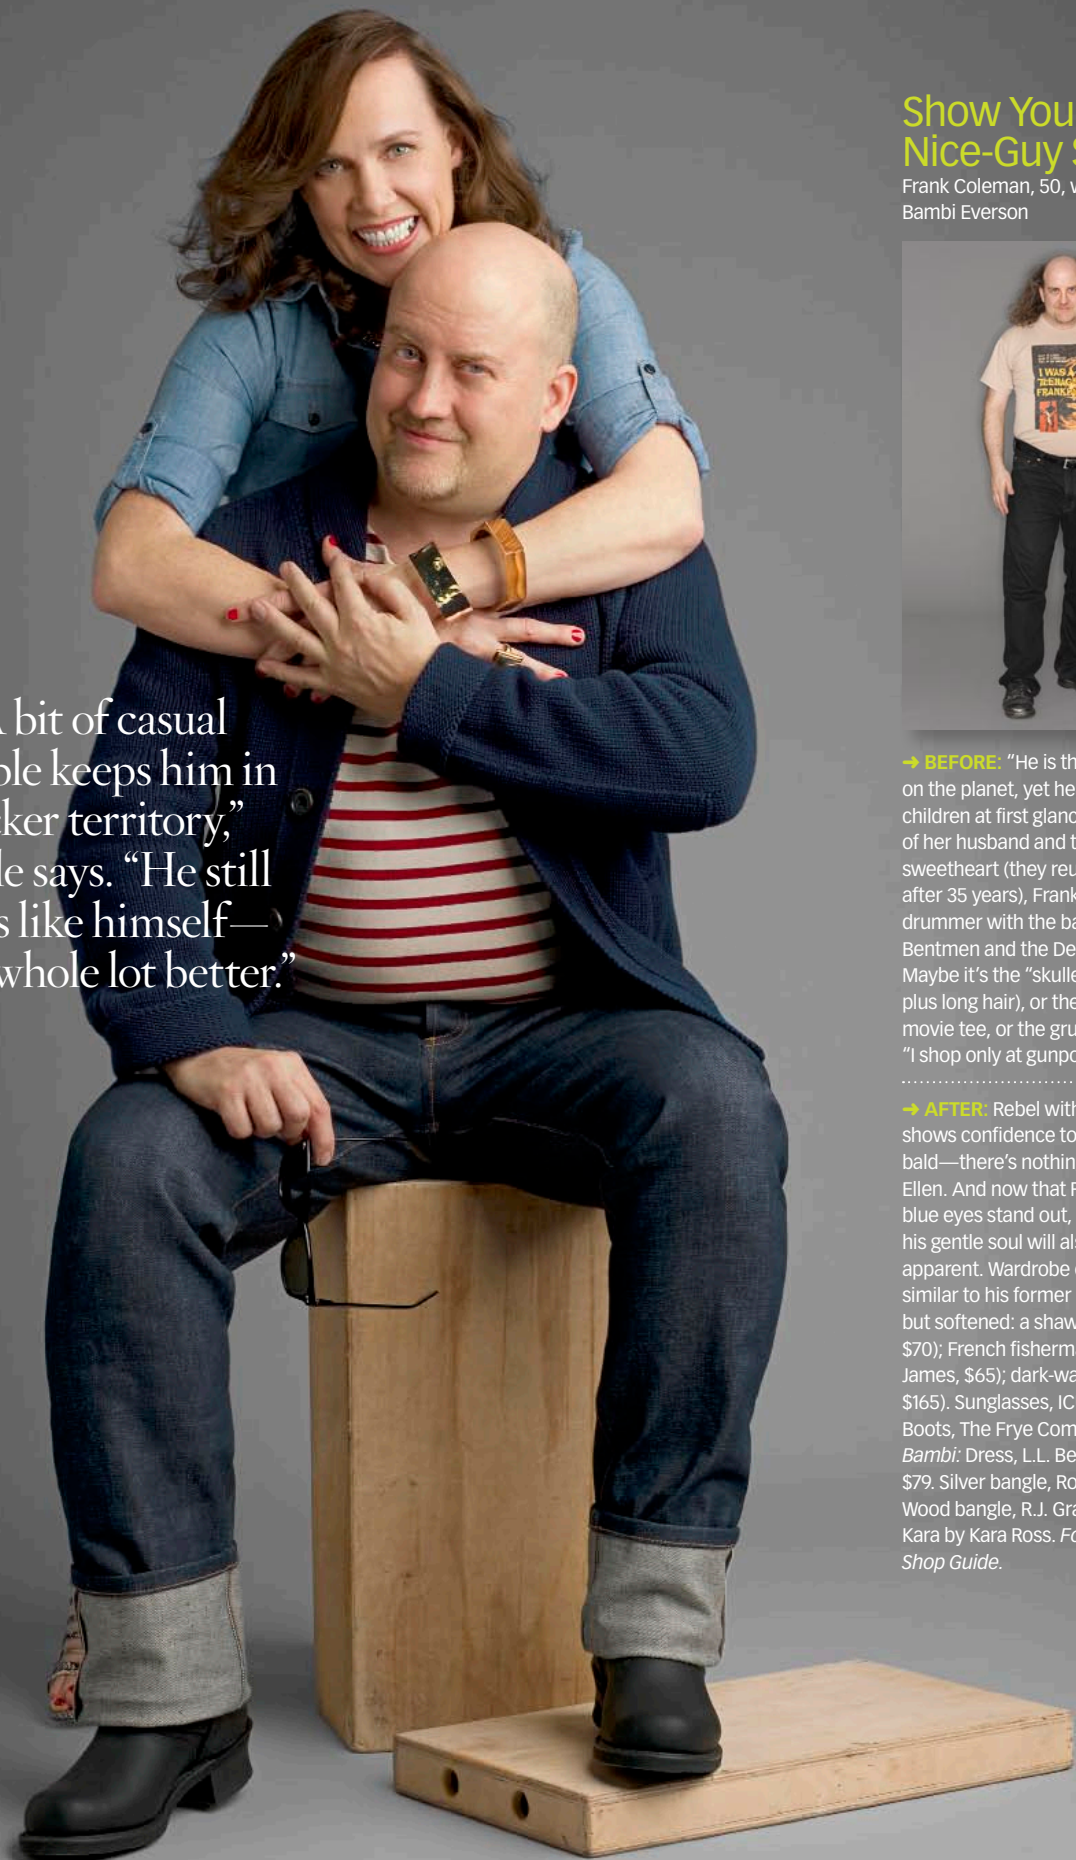 A bit of casual
ple keeps him in
ker territory,”
le says. “He still
s like himself—
whole lot better.”
Show You
Nice-Guy S
Frank Coleman, 50, w
Bambi Everson
I WAS A
TEENAG
FRANKE
➜ BEFORE: “He is th
on the planet, yet he
children at first glanc
of her husband and t
sweetheart (they reu
after 35 years), Frank
drummer with the ba
Bentmen and the De
Maybe it’s the “skulle
plus long hair), or the
movie tee, or the gru
“I shop only at gunpo
➜ AFTER: Rebel with
shows confidence to
bald—there’s nothin
Ellen. And now that F
blue eyes stand out,
his gentle soul will als
apparent. Wardrobe c
similar to his former
but softened: a shaw
$70); French fisherm
James, $65); dark-wa
$165). Sunglasses, IC
Boots, The Frye Com
Bambi: Dress, L.L. Be
$79. Silver bangle, Ro
Wood bangle, R.J. Gra
Kara by Kara Ross. Fo
Shop Guide.